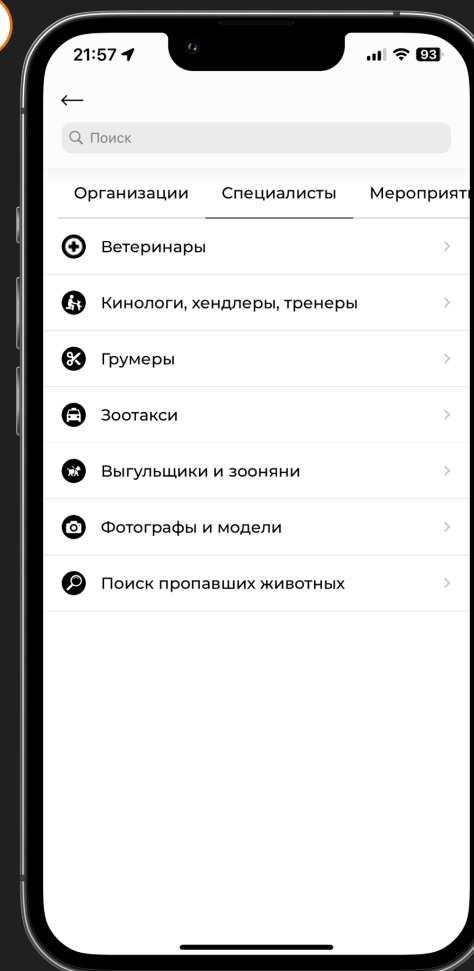 21:57
93
Поиск
Организации Специалисты
Ветеринары
Кинологи, хендлеры, тренеры
Грумеры
Зоотакси
Выгульщики и зооняни
Фотографы и модели
Поиск пропавших животных